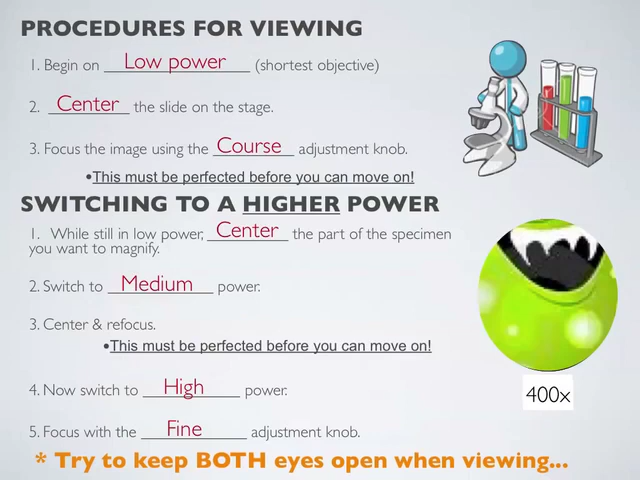 PROCEDURES FOR VIEWING
1. Begin on Low power (shortest objective)
2. Center the slide on the stage.
3. Focus the image using the Course adjustment knob.
•This must be perfected before you can move on!
SWITCHING TO A HIGHER POWER
1. While still in low power, Center the part of the specimen
you want to magnify.
2. Switch to Medium power.
3. Center & refocus.
•This must be perfected before you can move on!
4. Now switch to High power.
400x
5. Focus with the Fine adjustment knob.
* Try to keep BOTH eyes open when viewing...